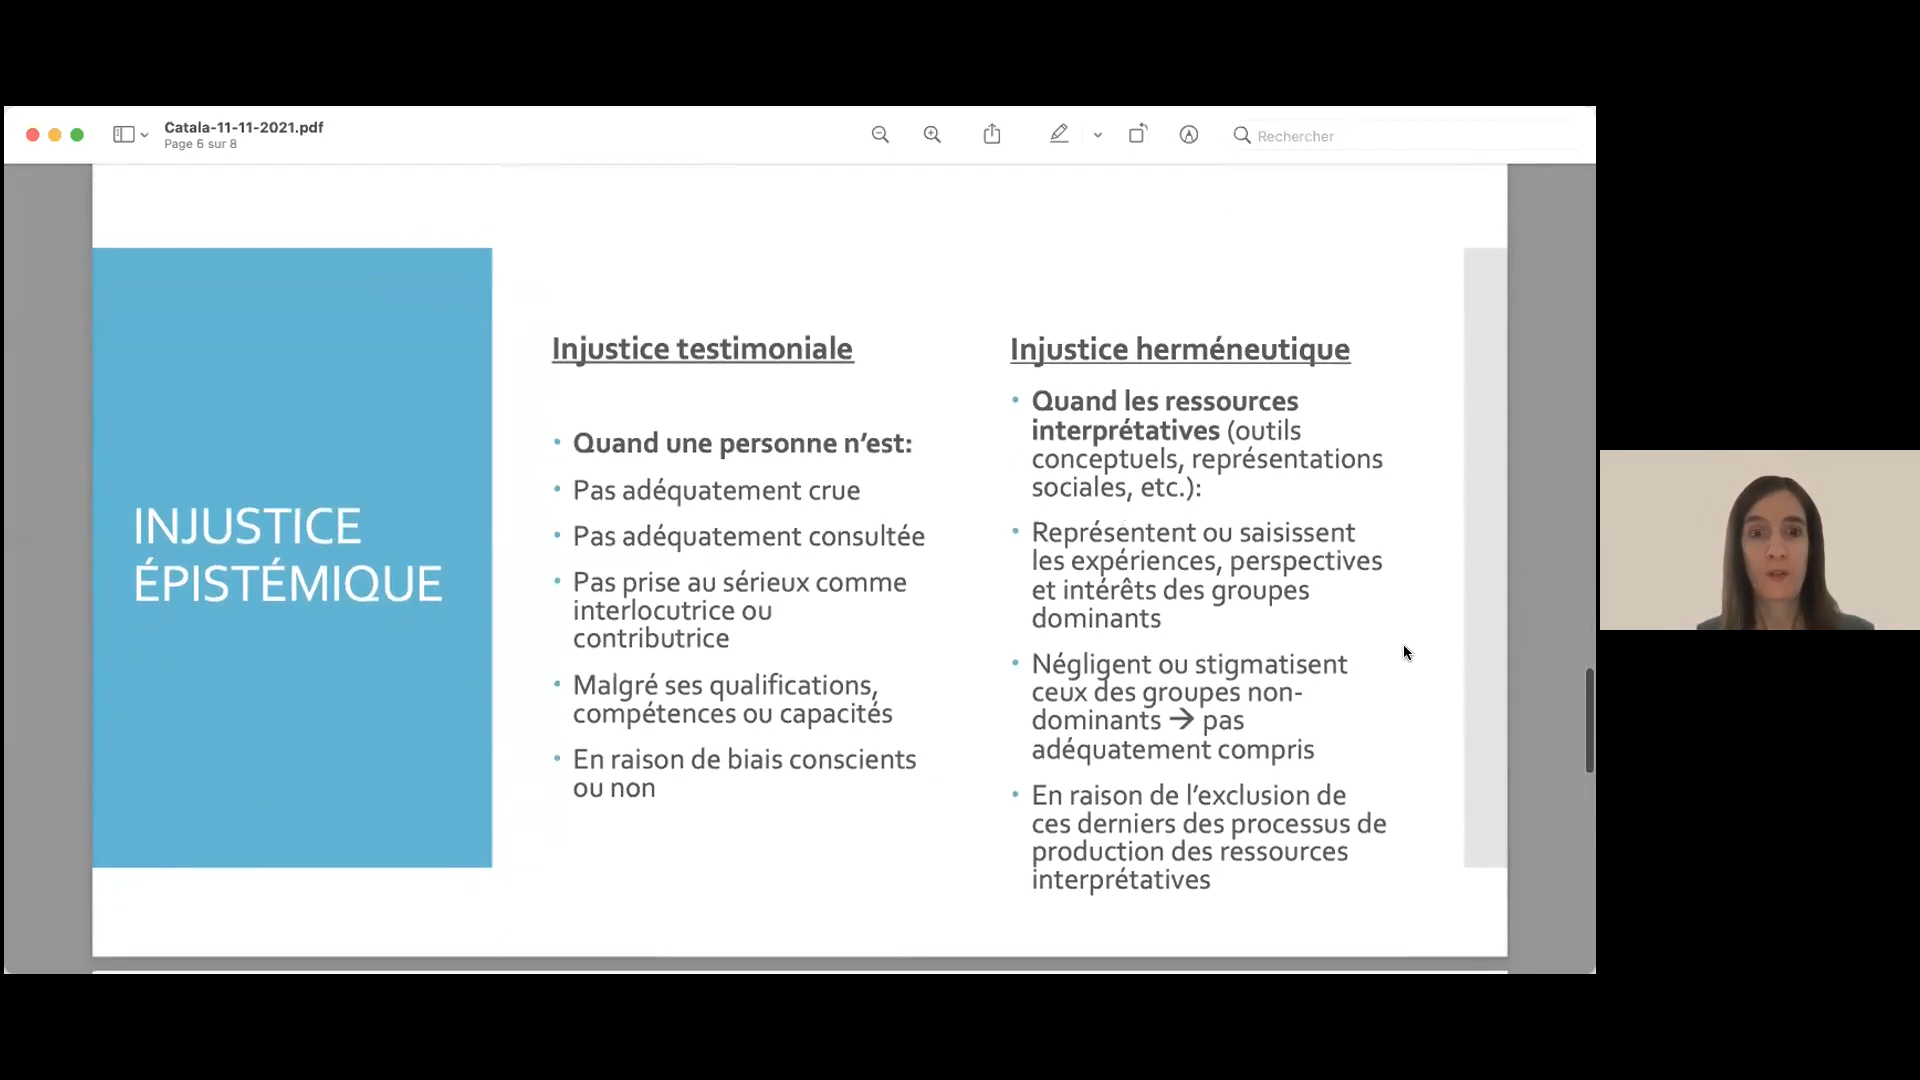 Catala-11-11-2021.pdf
Page 6 sur 8
Rechercher
INJUSTICE
ÉPISTÉMIQUE
Injustice testimoniale
• Quand une personne n’est:
• Pas adéquatement crue
• Pas adéquatement consultée
• Pas prise au sérieux comme
interlocutrice ou
contributrice
• Malgré ses qualifications,
compétences ou capacités
• En raison de biais conscients
ou non
Injustice herméneutique
• Quand les ressources
interprétatives (outils
conceptuels, représentations
sociales, etc.):
• Représentent ou saisissent
les expériences, perspectives
et intérêts des groupes
dominants
• Négligent ou stigmatisent
ceux des groupes non-
dominants → pas
adéquatement compris
• En raison de l’exclusion de
ces derniers des processus de
production des ressources
interprétatives